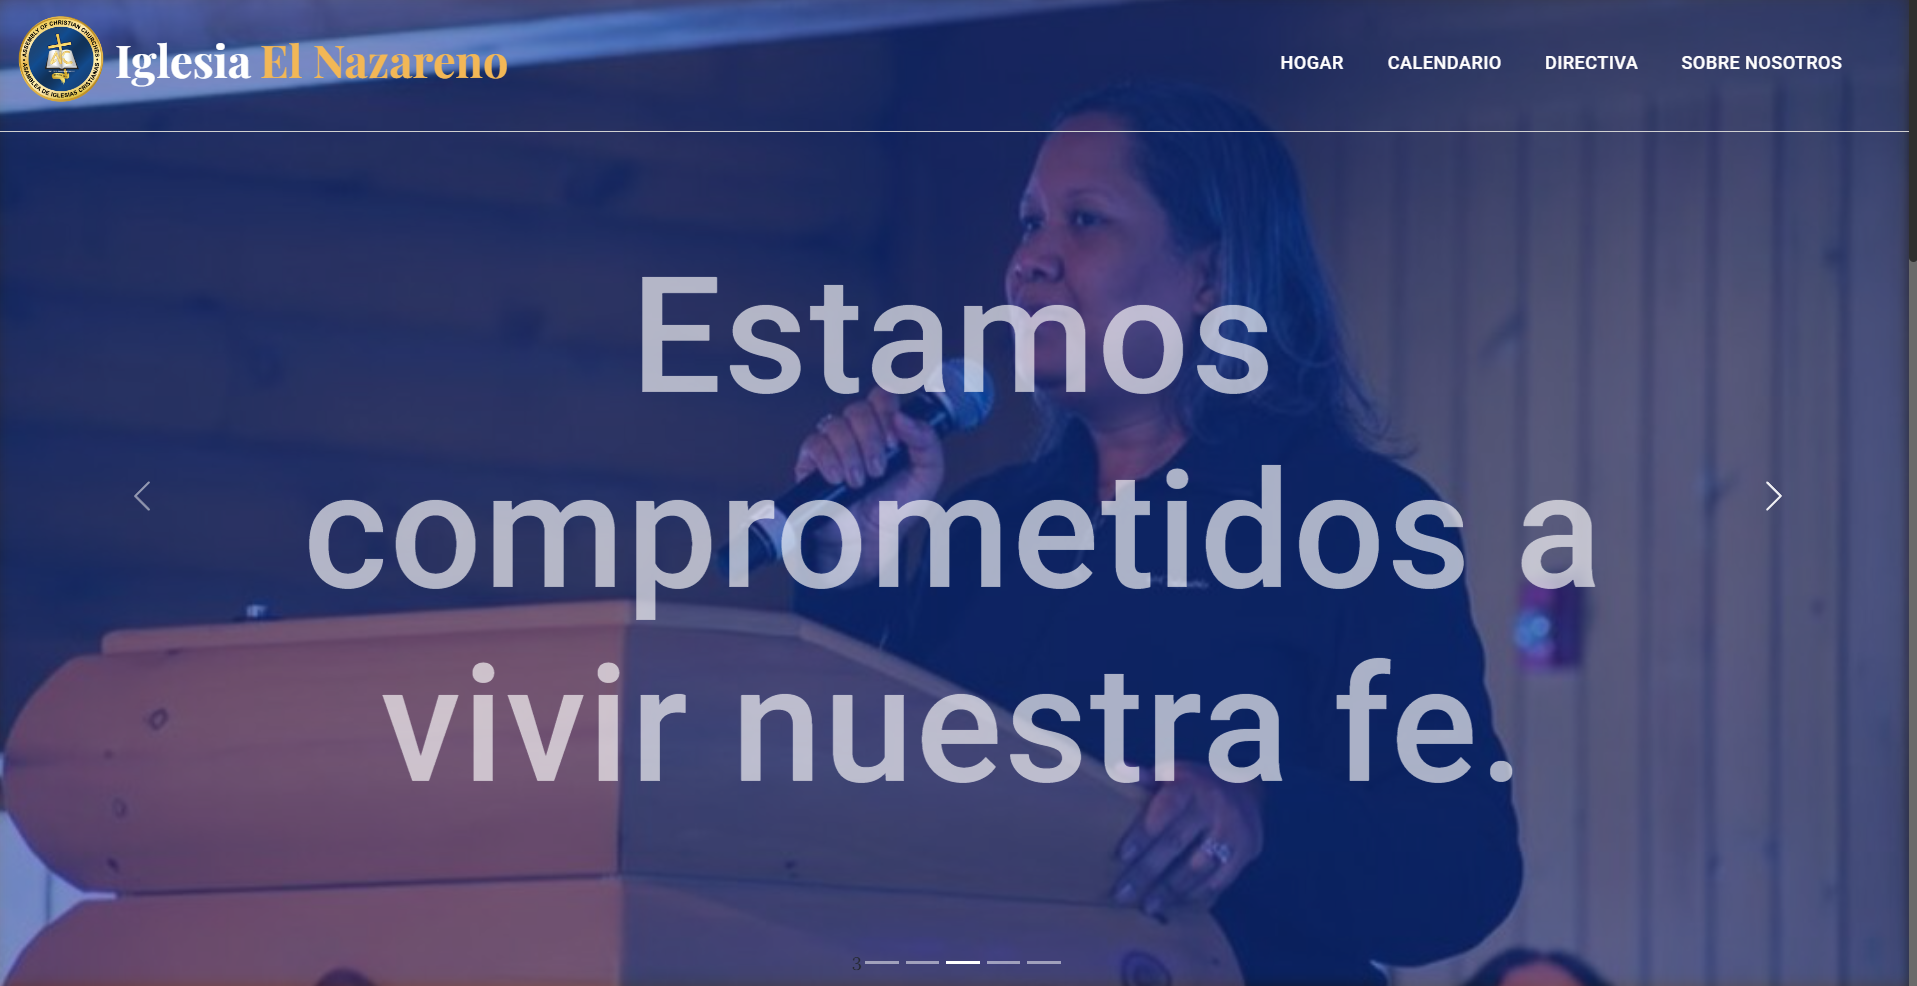 ASSEMBLY OF CHRISTIAN CHURCHES
ASAMBLEA DE IGLESIAS CRISTIANAS
Iglesia El Nazareno
HOGAR CALENDARIO DIRECTIVA SOBRE NOSOTROS
Estamos
comprometidos a
vivir nuestra fe.
3